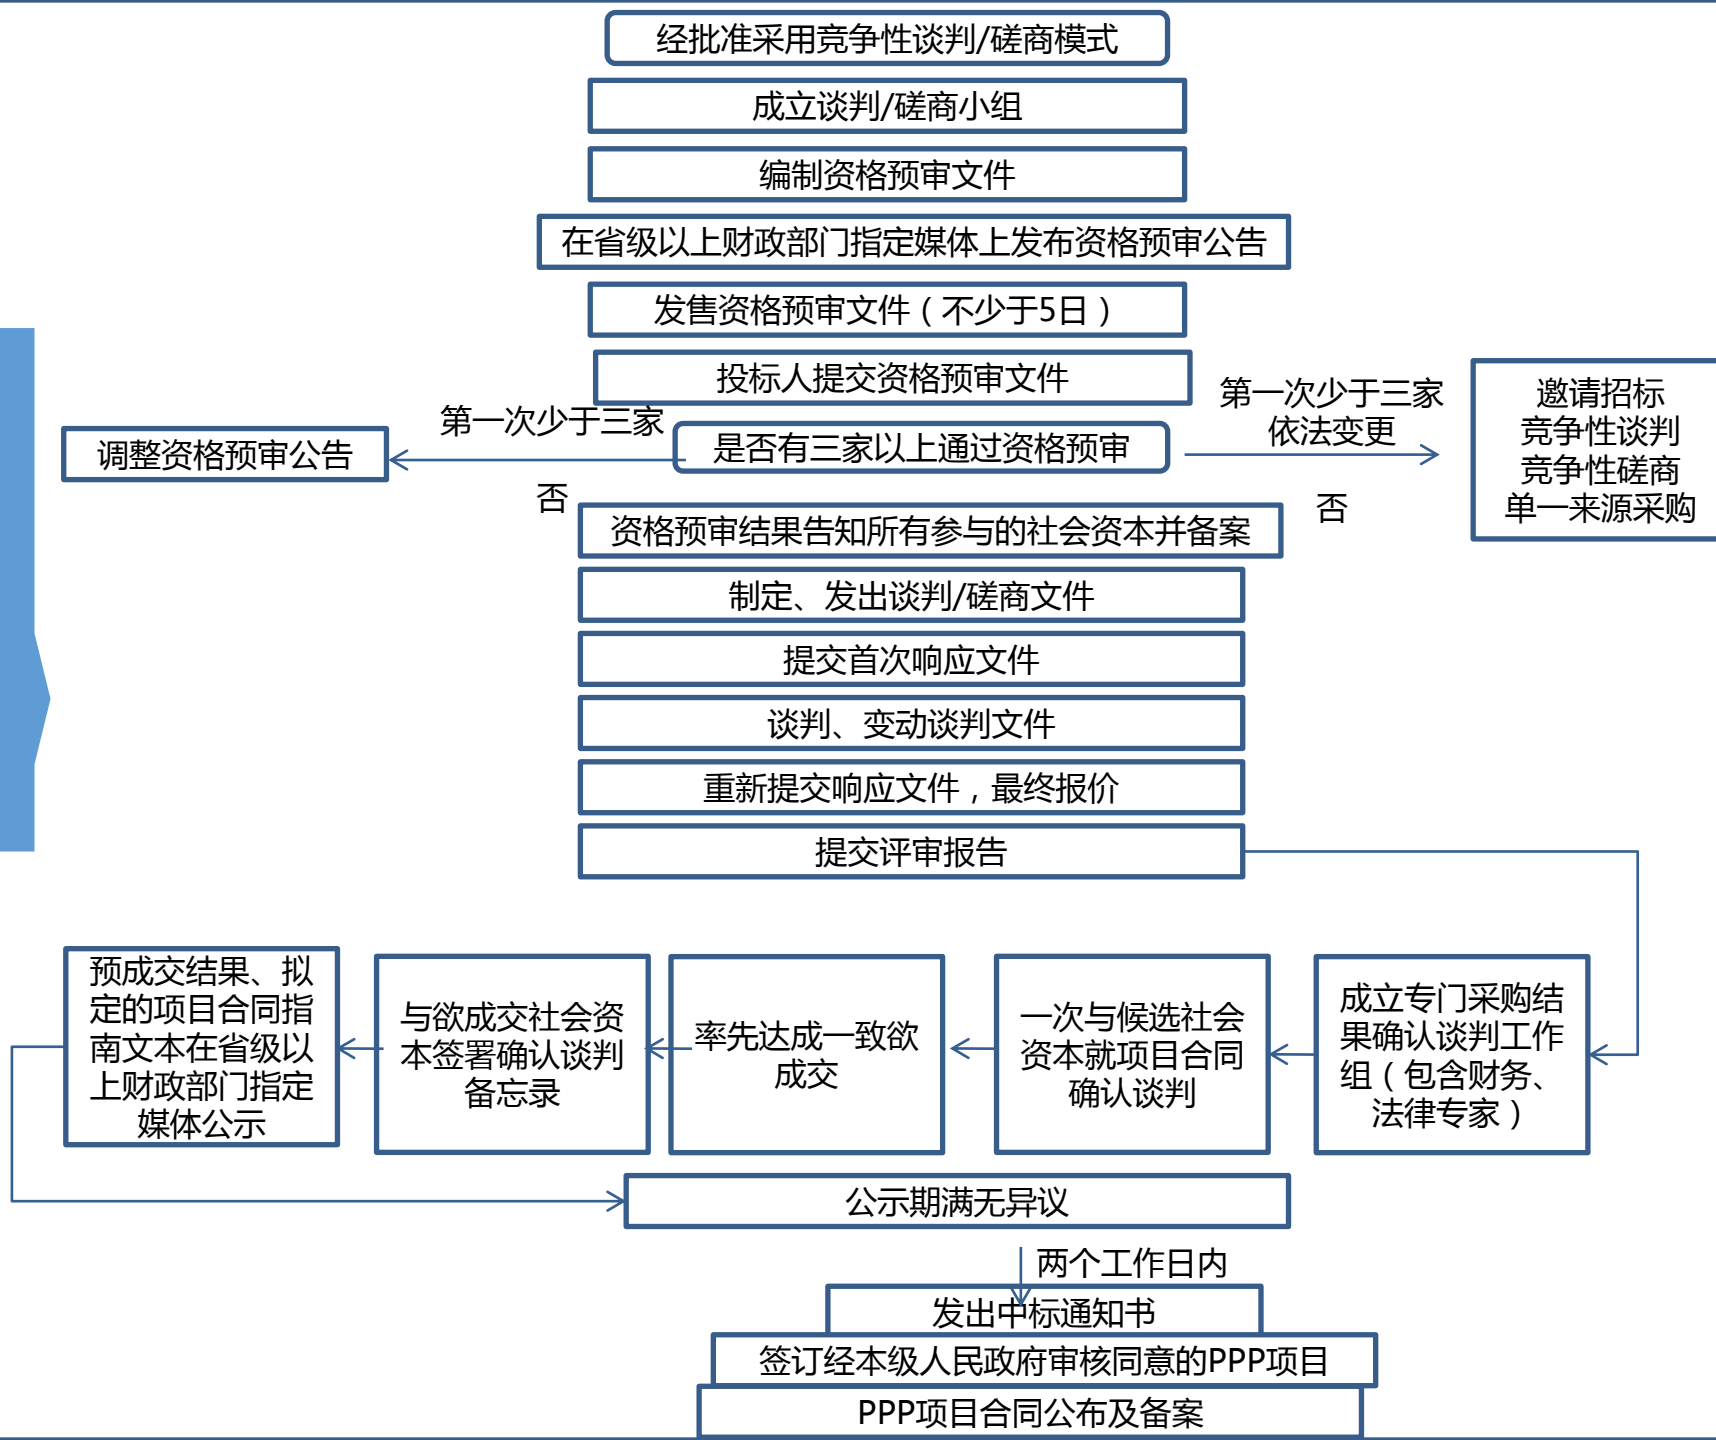 经批准采用竞争性谈判/磋商模式
成立谈判/磋商小组
编制资格预审文件
在省级以上财政部门指定媒体上发布资格预审公告
发售资格预审文件（不少于5日）
投标人提交资格预审文件
第一次少于三家
调整资格预审公告
是否有三家以上通过资格预审
第一次少于三家
依法变更
邀请招标
竞争性谈判
竞争性磋商
单一来源采购
否
否
资格预审结果告知所有参与的社会资本并备案
制定、发出谈判/磋商文件
提交首次响应文件
谈判、变动谈判文件
重新提交响应文件，最终报价
提交评审报告
预成交结果、拟
定的项目合同指
南文本在省级以
上财政部门指定
媒体公示
与欲成交社会资
本签署确认谈判
备忘录
率先达成一致欲
成交
一次与候选社会
资本就项目合同
确认谈判
成立专门采购结
果确认谈判工作
组（包含财务、
法律专家）
公示期满无异议
两个工作日内
发出中标通知书
签订经本级人民政府审核同意的PPP项目
PPP项目合同公布及备案